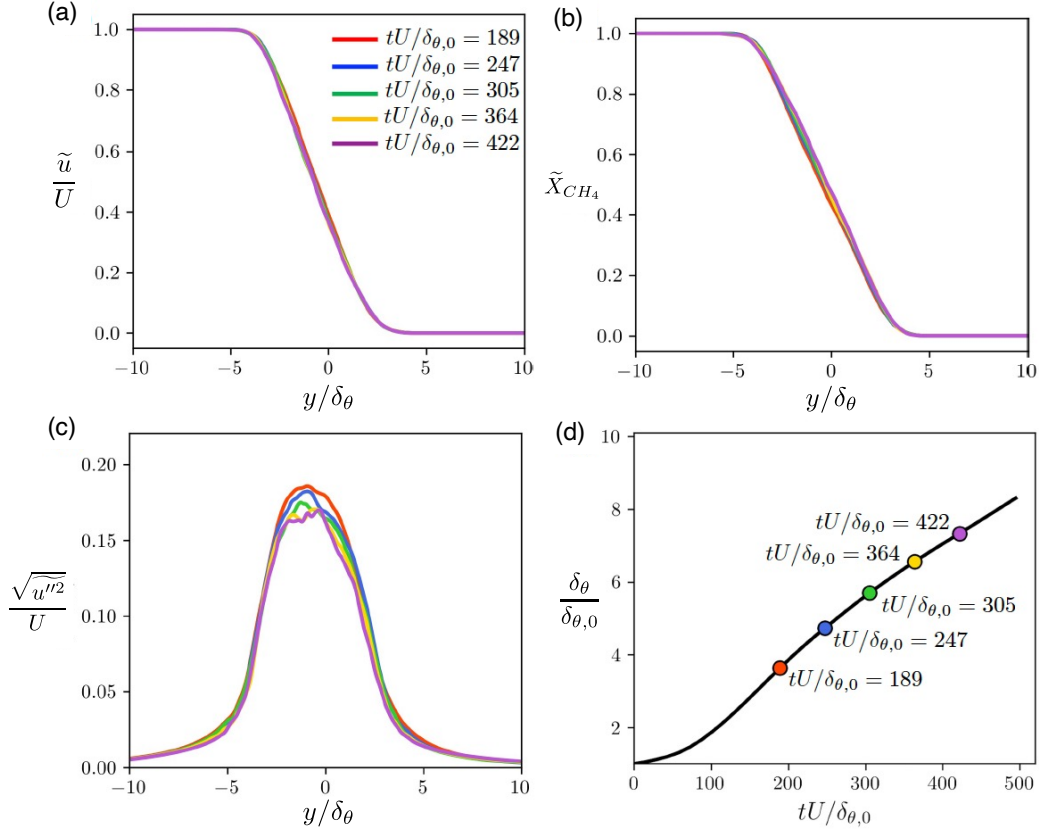 (a)
tU/δθ,0 = 189
tU/δθ,0 = 247
tU/δθ,0 = 305
tU/δθ,0 = 364
tU/δθ,0 = 422
ũ/U
1.0
0.8
0.6
0.4
0.2
0.0
−10 −5 0 5 10
y/δθ
(b)
X̃CH4
1.0
0.8
0.6
0.4
0.2
0.0
−10 −5 0 5 10
y/δθ
(c)
√u″2/U
0.20
0.15
0.10
0.05
0.00
−10 −5 0 5 10
y/δθ
(d)
δθ/δθ,0
10
8
6
4
2
tU/δθ,0 = 422
tU/δθ,0 = 364
tU/δθ,0 = 305
tU/δθ,0 = 247
tU/δθ,0 = 189
0 100 200 300 400 500
tU/δθ,0